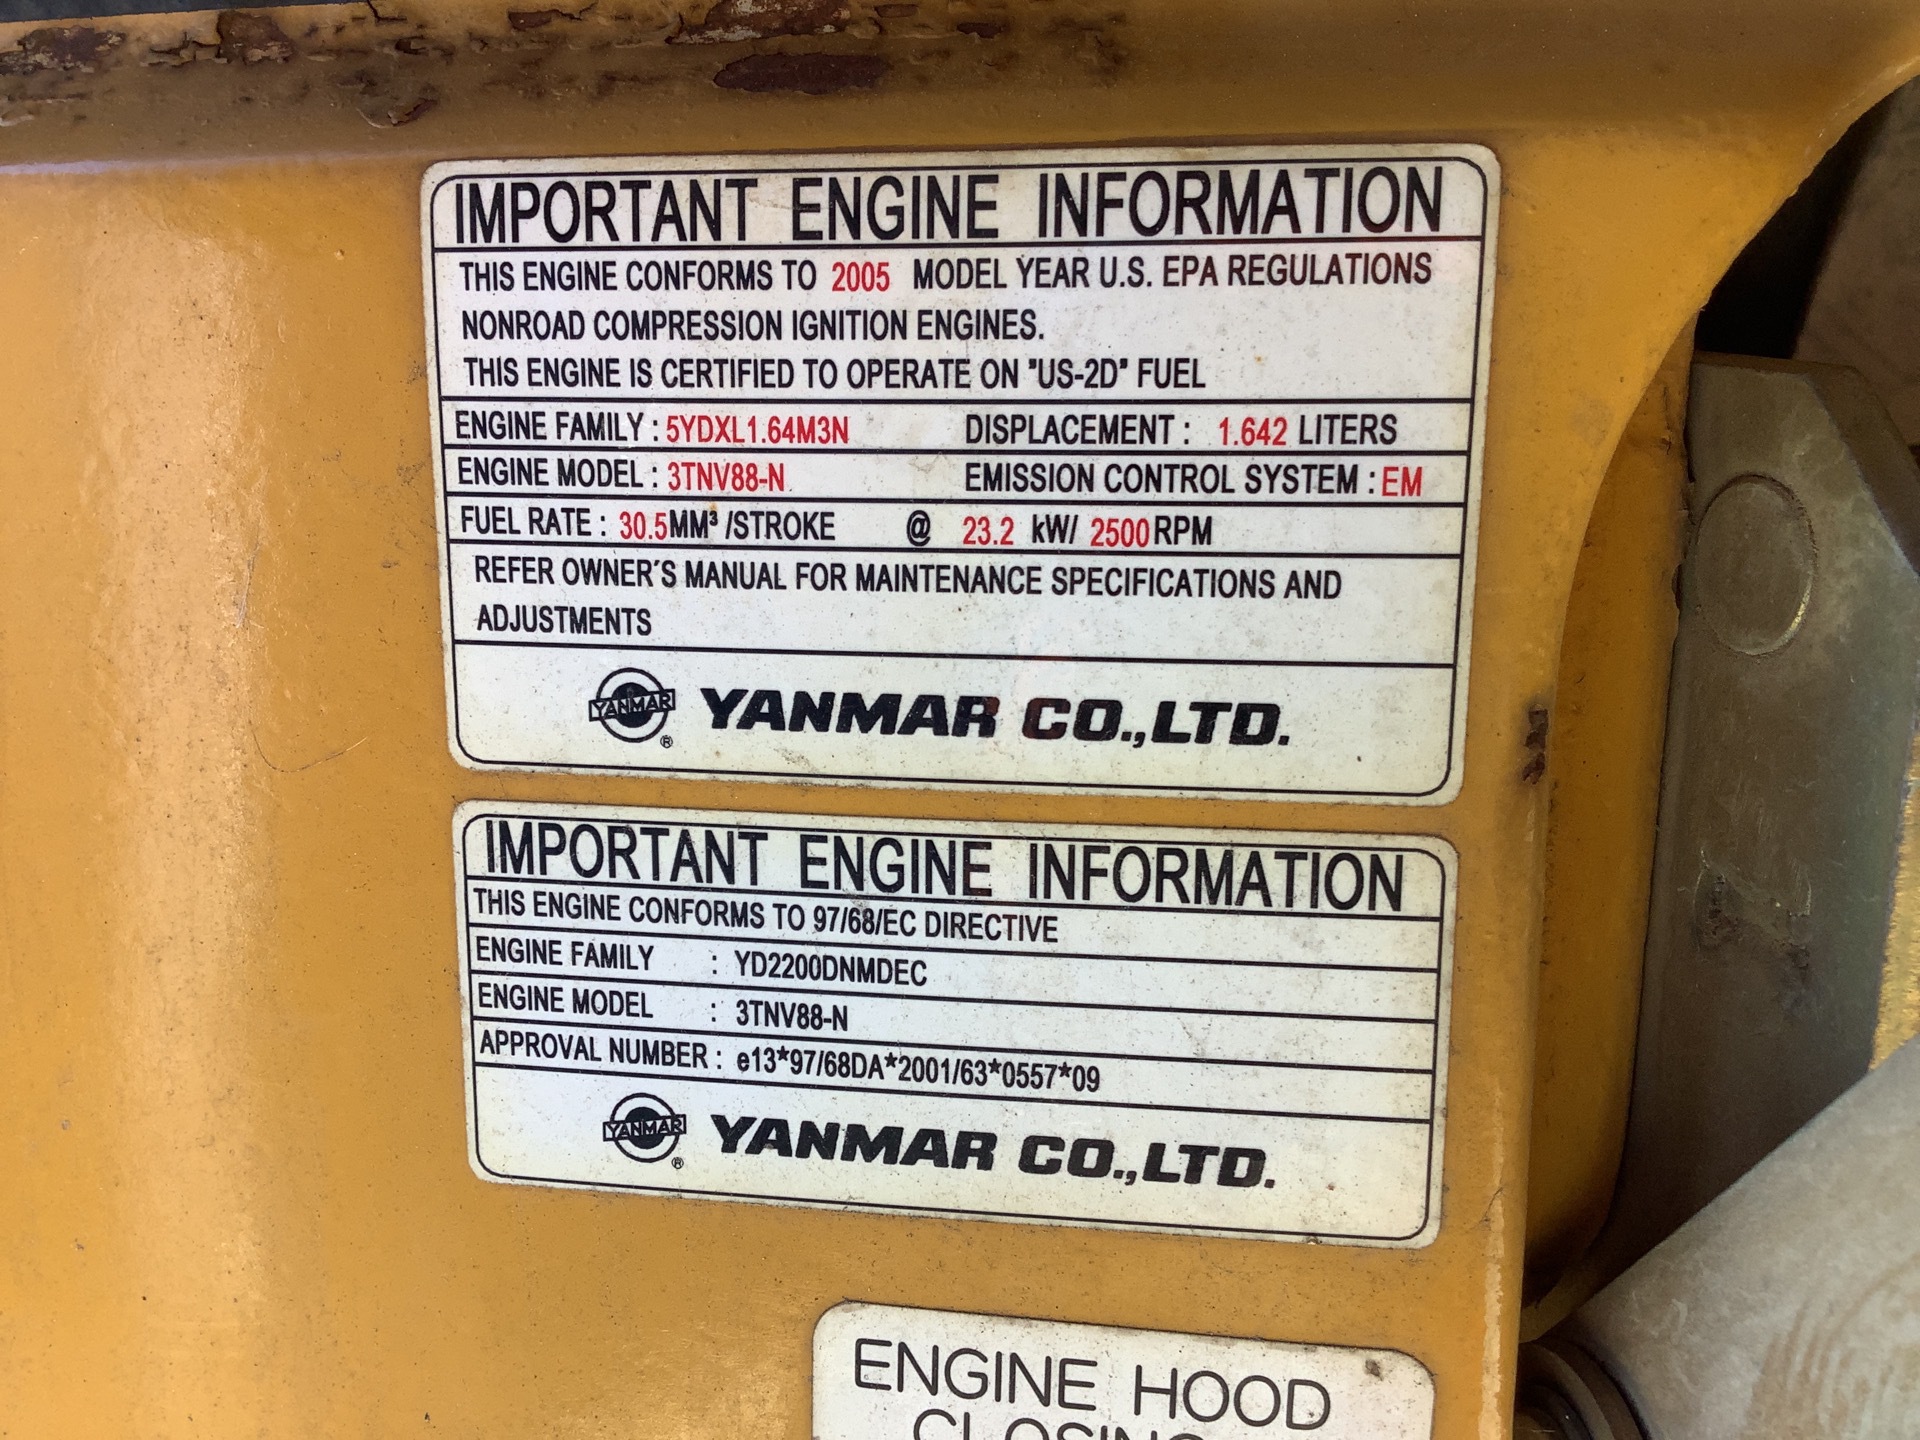 IMPORTANT ENGINE INFORMATION
THIS ENGINE CONFORMS TO 2005 MODEL YEAR U.S. EPA REGULATIONS
NONROAD COMPRESSION IGNITION ENGINES.
THIS ENGINE IS CERTIFIED TO OPERATE ON "US-2D" FUEL
ENGINE FAMILY : 5YDXL1.64M3N DISPLACEMENT : 1.642 LITERS
ENGINE MODEL : 3TNV88-N EMISSION CONTROL SYSTEM : EM
FUEL RATE : 30.5MM³ /STROKE @ 23.2 kW/ 2500RPM
REFER OWNER'S MANUAL FOR MAINTENANCE SPECIFICATIONS AND
ADJUSTMENTS
YANMAR ® YANMAR CO.,LTD.
IMPORTANT ENGINE INFORMATION
THIS ENGINE CONFORMS TO 97/68/EC DIRECTIVE
ENGINE FAMILY : YD2200DNMDEC
ENGINE MODEL : 3TNV88-N
APPROVAL NUMBER : e13*97/68DA*2001/63*0557*09
YANMAR ® YANMAR CO.,LTD.
ENGINE HOOD
CLOSING